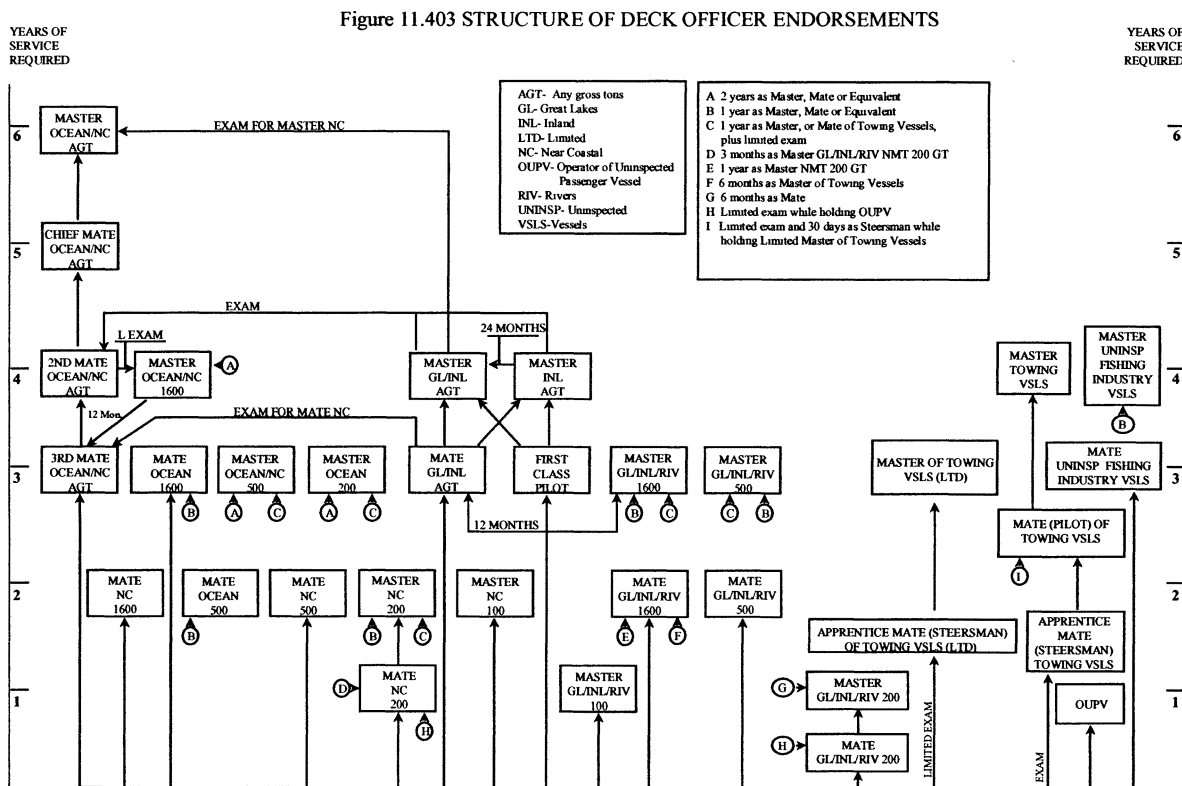 Figure 11.403 STRUCTURE OF DECK OFFICER ENDORSEMENTS
YEARS OF
SERVICE
REQUIRED
YEARS OF
SERVICE
REQUIRED
AGT- Any gross tons
GL- Great Lakes
INL- Inland
LTD- Limited
NC- Near Coastal
OUPV- Operator of Uninspected
Passenger Vessel
RIV- Rivers
UNINSP- Uninspected
VSLS-Vessels
A 2 years as Master, Mate or Equivalent
B 1 year as Master, Mate or Equivalent
C 1 year as Master, or Mate of Towing Vessels,
plus limited exam
D 3 months as Master GL/INL/RIV NMT 200 GT
E 1 year as Master NMT 200 GT
F 6 months as Master of Towing Vessels
G 6 months as Mate
H Limited exam while holding OUPV
I Limited exam and 30 days as Steersman while
holding Limited Master of Towing Vessels
6
MASTER
OCEAN/NC
AGT
EXAM FOR MASTER NC
6
5
CHIEF MATE
OCEAN/NC
AGT
5
EXAM
L EXAM
24 MONTHS
4
2ND MATE
OCEAN/NC
AGT
MASTER
OCEAN/NC
1600
A
MASTER
GL/INL
AGT
MASTER
INL
AGT
MASTER
TOWING
VSLS
MASTER
UNINSP
FISHING
INDUSTRY
VSLS
B
4
12 Mon.
EXAM FOR MATE NC
3
3RD MATE
OCEAN/NC
AGT
MATE
OCEAN
1600
B
MASTER
OCEAN/NC
500
A
C
MASTER
OCEAN
200
A
C
MATE
GL/INL
AGT
FIRST
CLASS
PILOT
MASTER
GL/INL/RIV
1600
B
C
MASTER
GL/INL/RIV
500
C
B
MASTER OF TOWING
VSLS (LTD)
MATE
UNINSP FISHING
INDUSTRY VSLS
3
12 MONTHS
MATE (PILOT) OF
TOWING VSLS
I
2
MATE
NC
1600
MATE
OCEAN
500
B
MATE
NC
500
MASTER
NC
200
B
C
MASTER
NC
100
MATE
GL/INL/RIV
1600
E
F
MATE
GL/INL/RIV
500
2
APPRENTICE MATE (STEERSMAN)
OF TOWING VSLS (LTD)
APPRENTICE
MATE
(STEERSMAN)
TOWING VSLS
1
D
MATE
NC
200
H
MASTER
GL/INL/RIV
100
G
MASTER
GL/INL/RIV 200
OUPV
1
H
MATE
GL/INL/RIV 200
LIMITED EXAM
EXAM